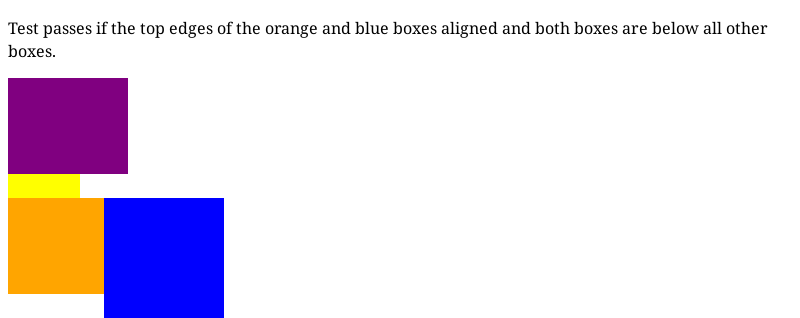 Test passes if the top edges of the orange and blue boxes aligned and both boxes are below all other
boxes.